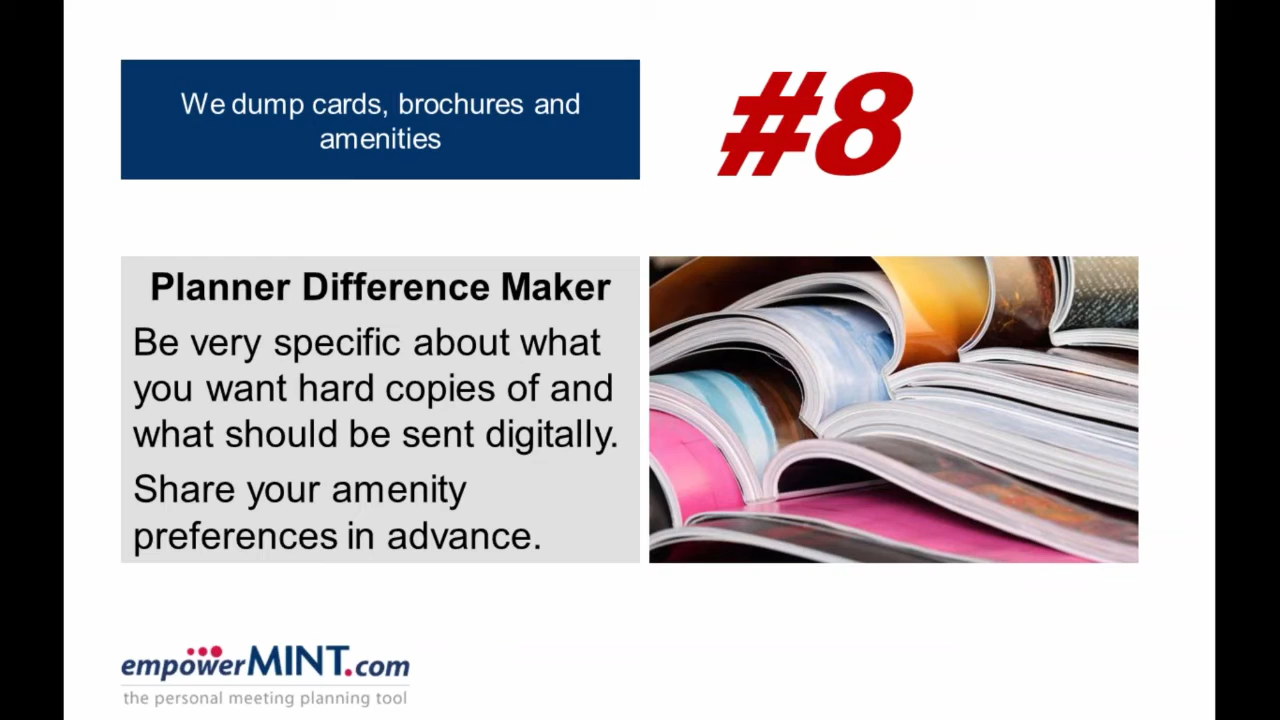 We dump cards, brochures and
amenities
#8
Planner Difference Maker
Be very specific about what
you want hard copies of and
what should be sent digitally.
Share your amenity
preferences in advance.
empowerMINT.com
the personal meeting planning tool